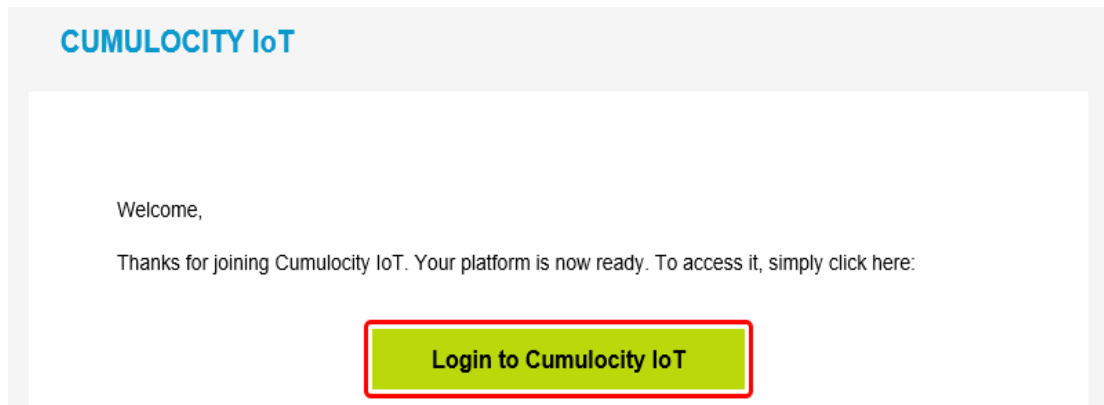 CUMULOCITY IoT
Welcome,
Thanks for joining Cumulocity IoT. Your platform is now ready. To access it, simply click here:
Login to Cumulocity IoT